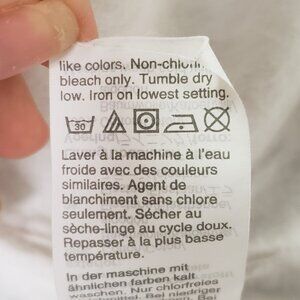 like colors. Non-chlorine
bleach only. Tumble dry
low. Iron on lowest setting.
30
Laver à la machine à l'eau
froide avec des couleurs
similaires. Agent de
blanchiment sans chlore
seulement. Sécher au
sèche-linge au cycle doux.
Repasser à la plus basse
température.
In der maschine mit
ähnlichen farben kalt
waschen. Nur chlorfreies
Bei niedriger